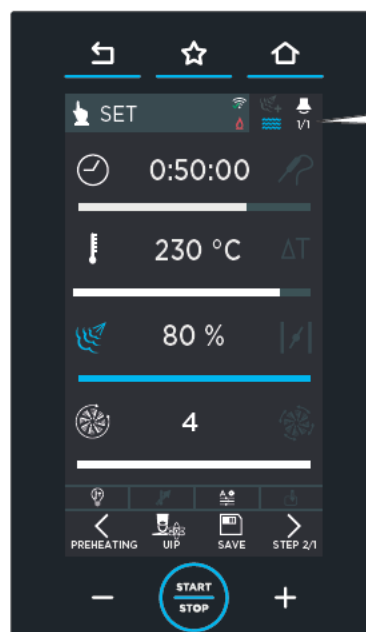 SET
1/1
0:50:00
230 °C
ΔT
80 %
4
PREHEATING
UIP
SAVE
STEP 2/1
START
STOP